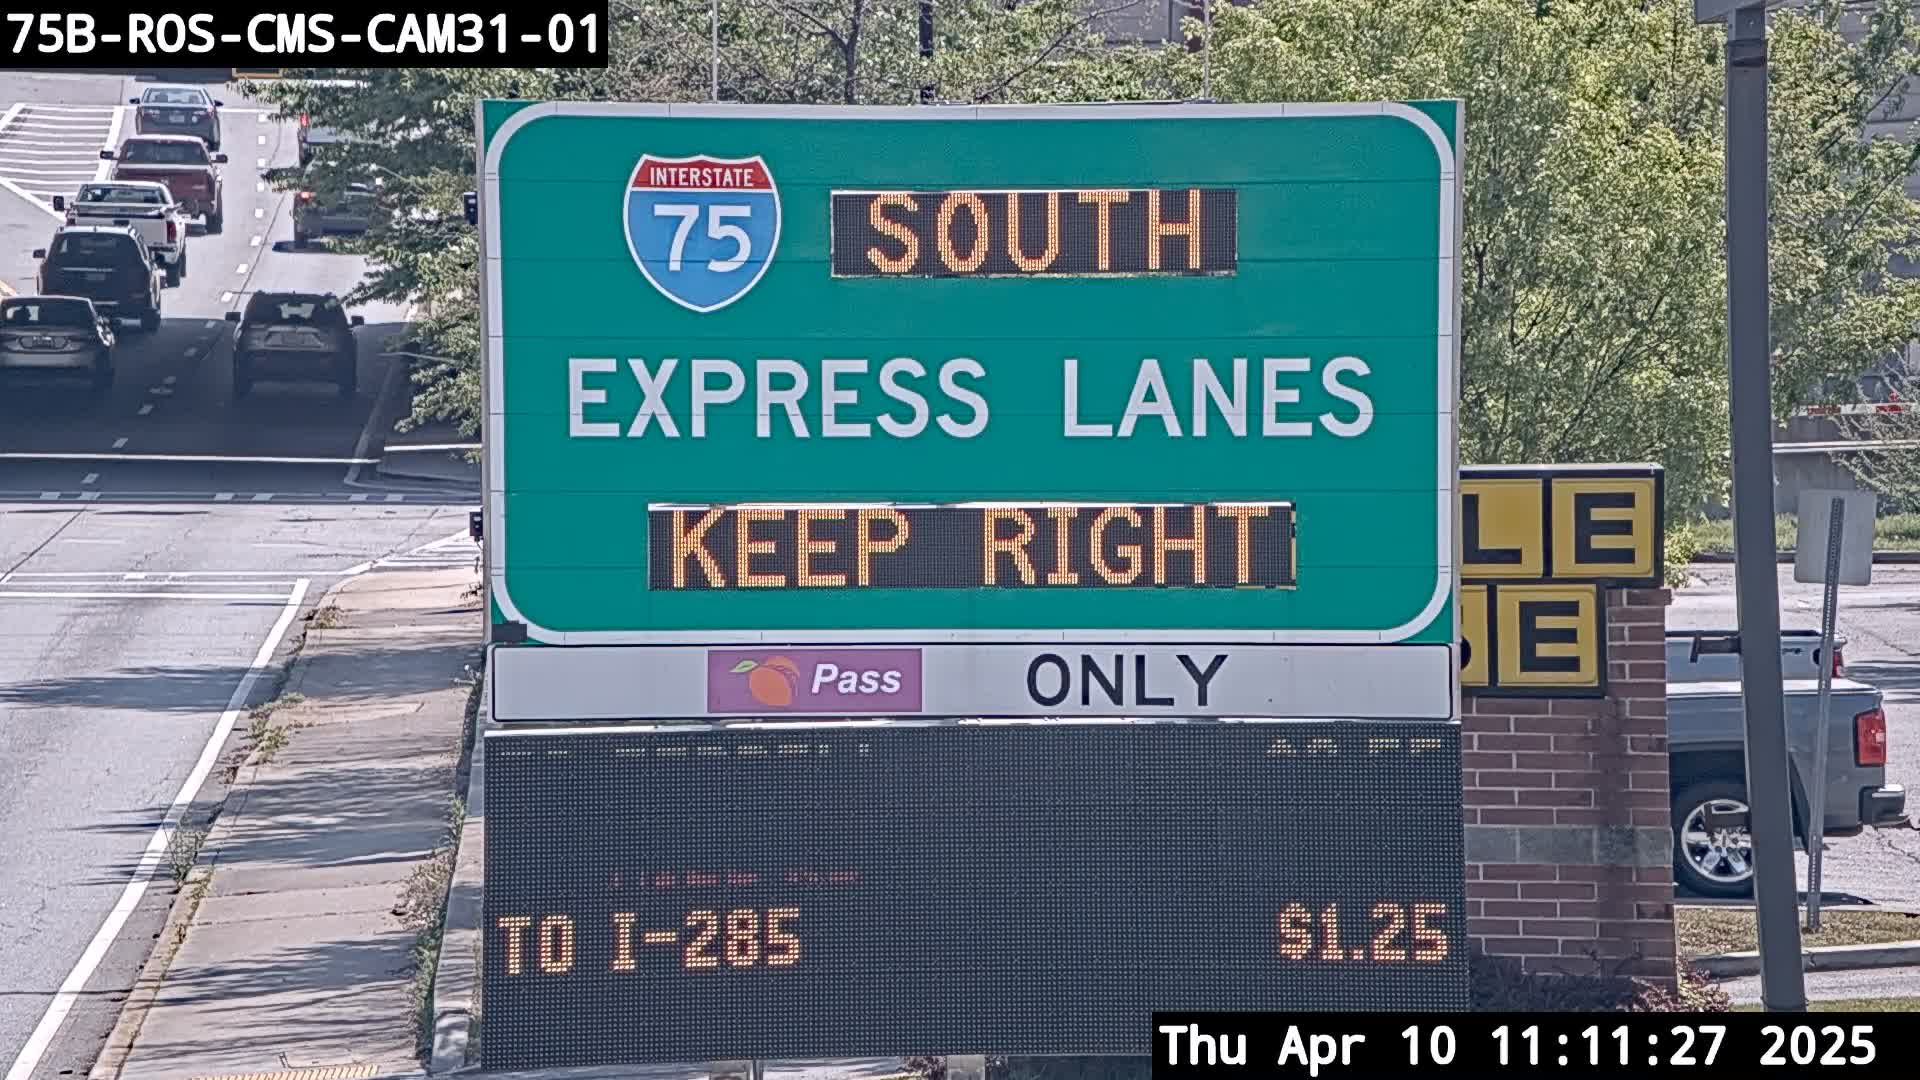 75B-ROS-CMS-CAM31-01
INTERSTATE
75
SOUTH
EXPRESS LANES
KEEP RIGHT
LE
E
Pass
ONLY
TO I-285 $1.25
Thu Apr 10 11:11:27 2025